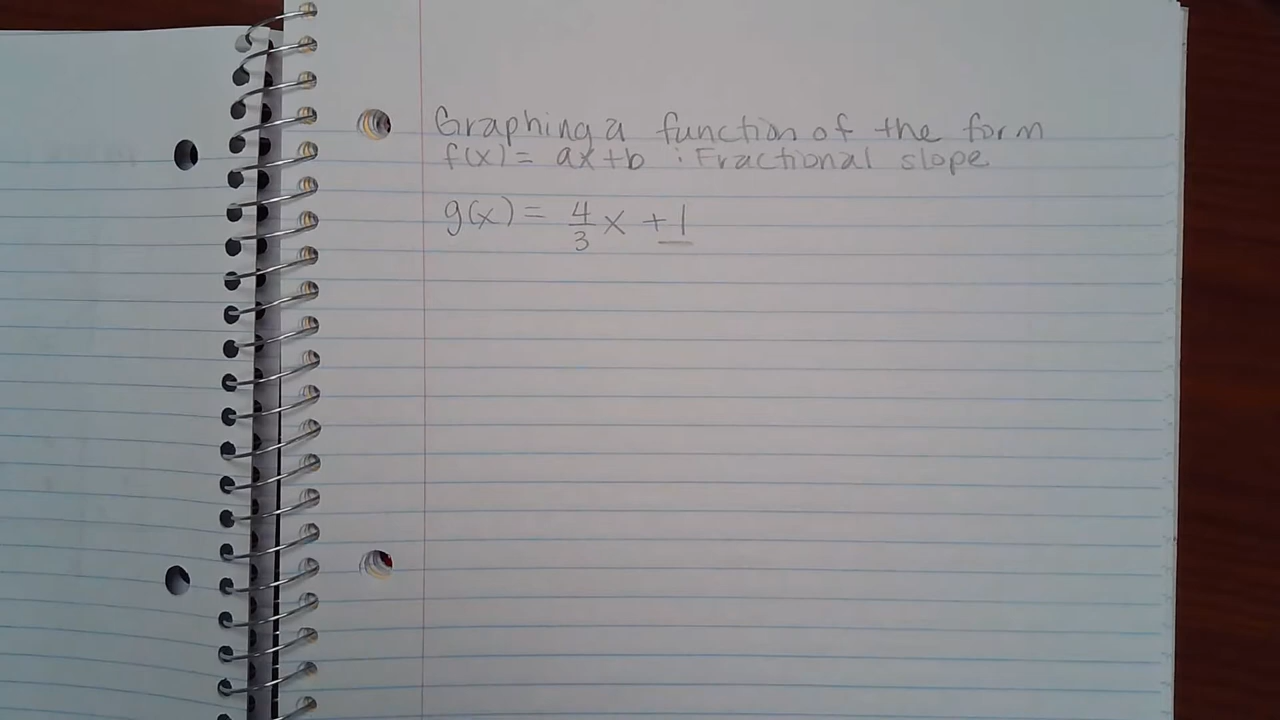 Graphing a function of the form
f(x) = ax+b : Fractional slope
g(x) = 4/3 x + 1